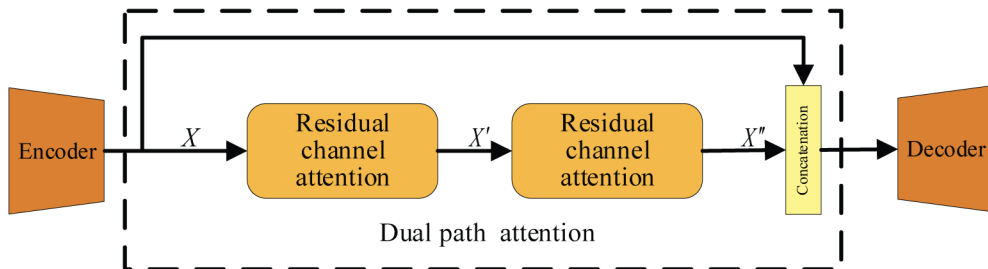 Encoder
X
Residual
channel
attention
X'
Residual
channel
attention
X"
Concatenation
Decoder
Dual path attention